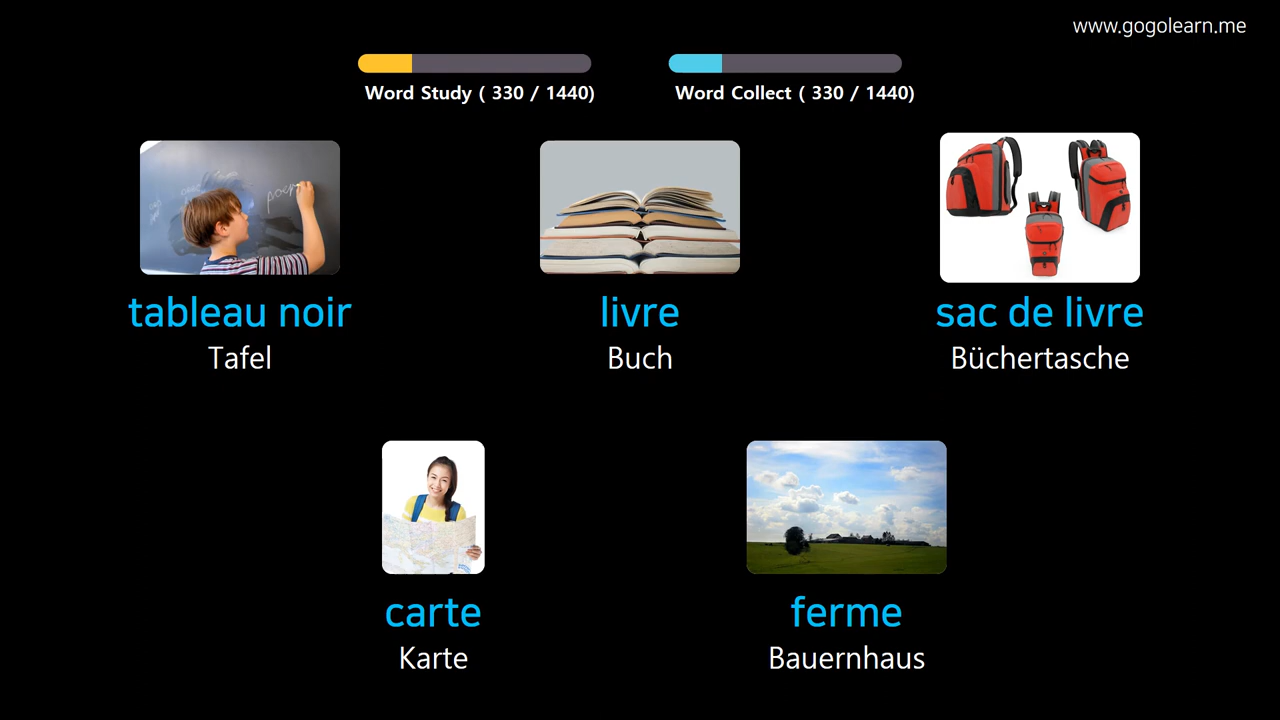 www.gogolearn.me
Word Study ( 330 / 1440)
Word Collect ( 330 / 1440)
tableau noir
Tafel
livre
Buch
sac de livre
Büchertasche
carte
Karte
ferme
Bauernhaus